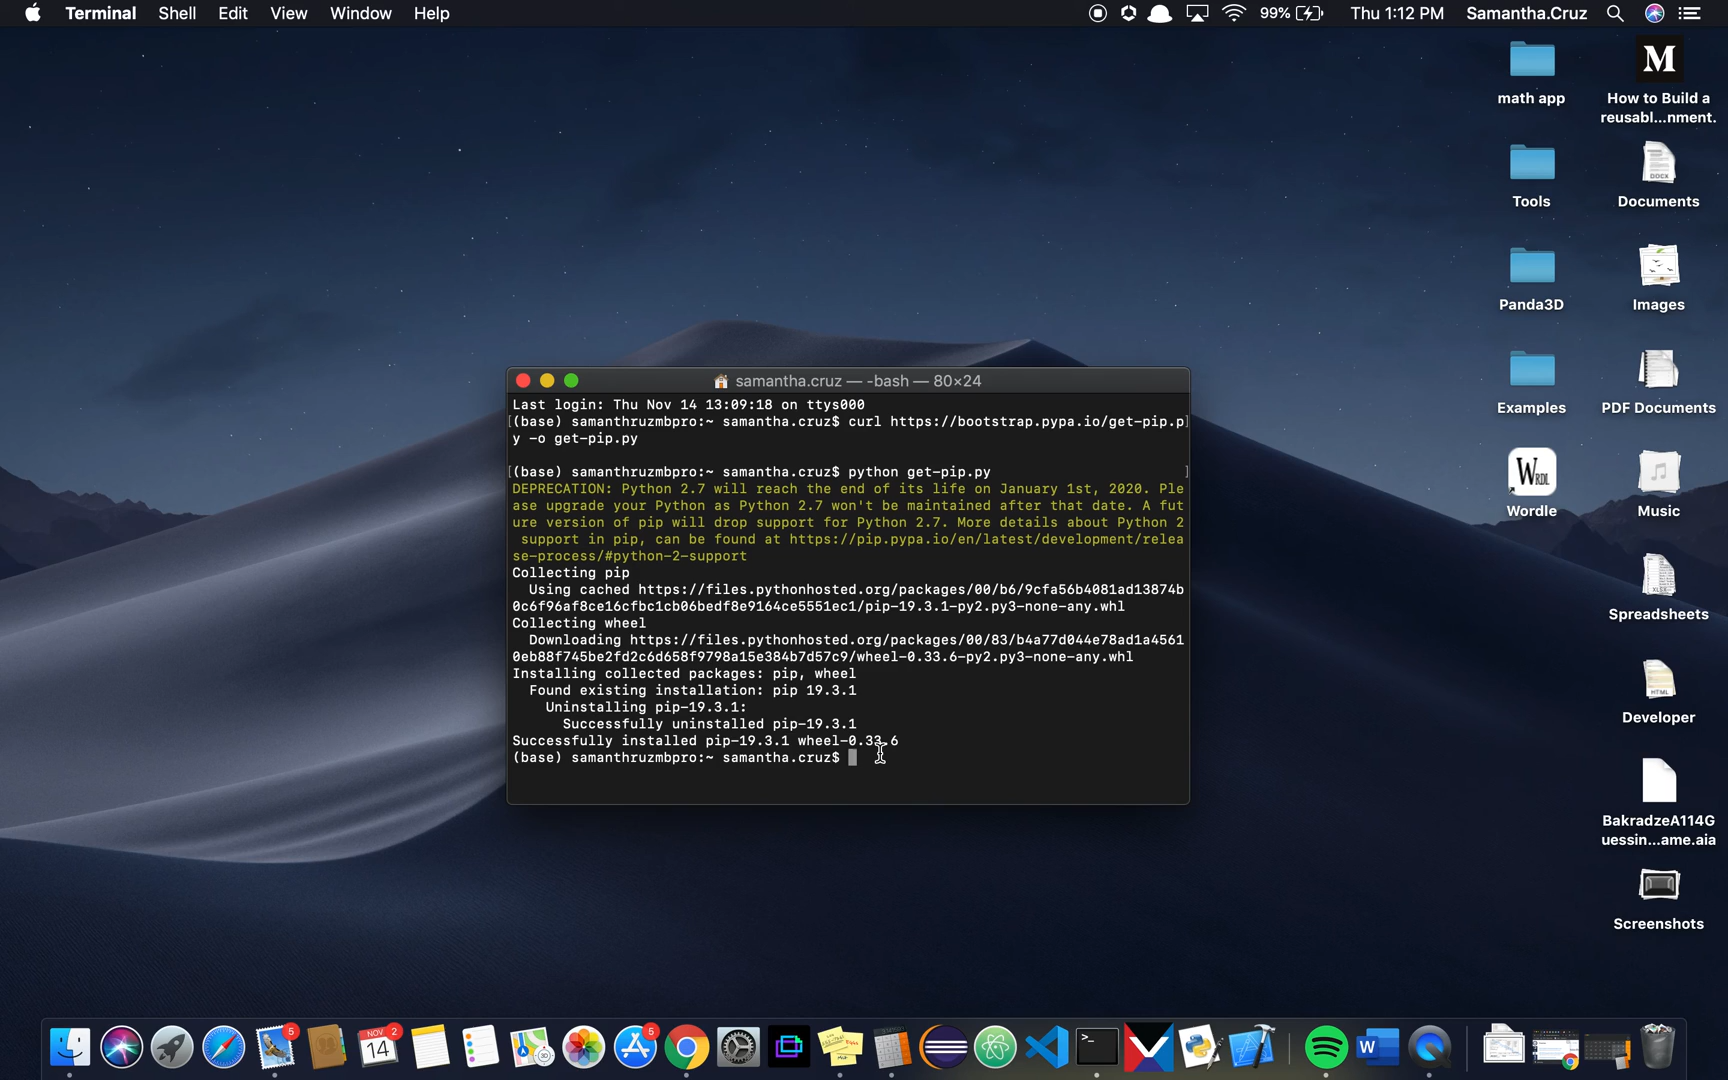 Terminal Shell Edit View Window Help 99% Thu 1:12 PM Samantha.Cruz
math app
How to Build a
reusabl...nment.
Tools
Documents
Panda3D
Images
Examples
PDF Documents
WRDL
Wordle
Music
Spreadsheets
Developer
BakradzeA114G
uessin...ame.aia
Screenshots
samantha.cruz — -bash — 80×24
Last login: Thu Nov 14 13:09:18 on ttys000
[(base) samanthruzmbpro:~ samantha.cruz$ curl https://bootstrap.pypa.io/get-pip.p]
y -o get-pip.py
[(base) samanthruzmbpro:~ samantha.cruz$ python get-pip.py ]
DEPRECATION: Python 2.7 will reach the end of its life on January 1st, 2020. Ple
ase upgrade your Python as Python 2.7 won't be maintained after that date. A fut
ure version of pip will drop support for Python 2.7. More details about Python 2
support in pip, can be found at https://pip.pypa.io/en/latest/development/relea
se-process/#python-2-support
Collecting pip
Using cached https://files.pythonhosted.org/packages/00/b6/9cfa56b4081ad13874b
0c6f96af8ce16cfbc1cb06bedf8e9164ce5551ec1/pip-19.3.1-py2.py3-none-any.whl
Collecting wheel
Downloading https://files.pythonhosted.org/packages/00/83/b4a77d044e78ad1a4561
0eb88f745be2fd2c6d658f9798a15e384b7d57c9/wheel-0.33.6-py2.py3-none-any.whl
Installing collected packages: pip, wheel
Found existing installation: pip 19.3.1
Uninstalling pip-19.3.1:
Successfully uninstalled pip-19.3.1
Successfully installed pip-19.3.1 wheel-0.33.6
(base) samanthruzmbpro:~ samantha.cruz$